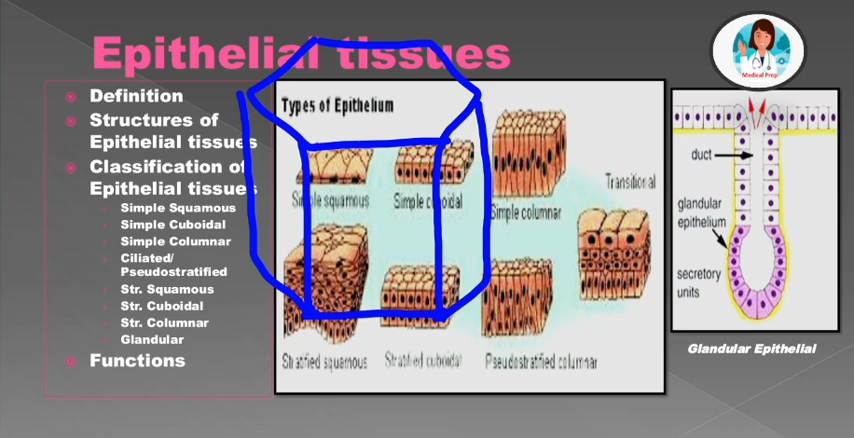 Epithelial tissues
Medical Prep
Definition
Structures of
Epithelial tissues
Classification of
Epithelial tissues
Simple Squamous
Simple Cuboidal
Simple Columnar
Ciliated/
Pseudostratified
Str. Squamous
Str. Cuboidal
Str. Columnar
Glandular
Functions
Types of Epithelium
Simple squamous
Simple cuboidal
Simple columnar
Transitional
Stratified squamous
Stratified cuboidal
Pseudostratified columnar
duct
glandular
epithelium
secretory
units
Glandular Epithelial